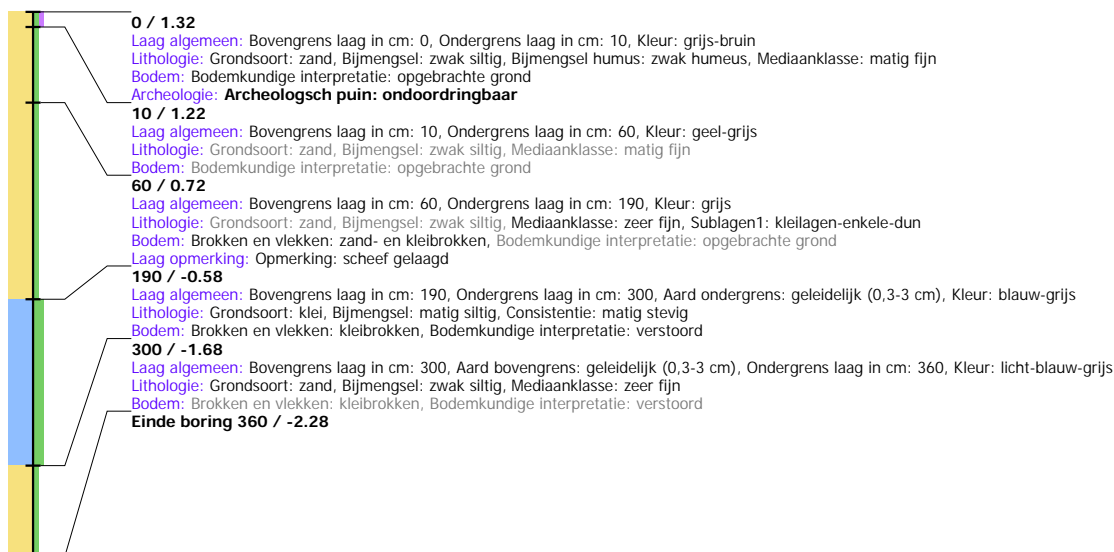 0 / 1.32
Laag algemeen: Bovengrens laag in cm: 0, Ondergrens laag in cm: 10, Kleur: grijs-bruin
Lithologie: Grondsoort: zand, Bijmengsel: zwak siltig, Bijmengsel humus: zwak humeus, Mediaanklasse: matig fijn
Bodem: Bodemkundige interpretatie: opgebrachte grond
Archeologie: Archeologsch puin: ondoordringbaar
10 / 1.22
Laag algemeen: Bovengrens laag in cm: 10, Ondergrens laag in cm: 60, Kleur: geel-grijs
Lithologie: Grondsoort: zand, Bijmengsel: zwak siltig, Mediaanklasse: matig fijn
Bodem: Bodemkundige interpretatie: opgebrachte grond
60 / 0.72
Laag algemeen: Bovengrens laag in cm: 60, Ondergrens laag in cm: 190, Kleur: grijs
Lithologie: Grondsoort: zand, Bijmengsel: zwak siltig, Mediaanklasse: zeer fijn, Sublagen1: kleilagen-enkele-dun
Bodem: Brokken en vlekken: zand- en kleibrokken, Bodemkundige interpretatie: opgebrachte grond
Laag opmerking: Opmerking: scheef gelaagd
190 / -0.58
Laag algemeen: Bovengrens laag in cm: 190, Ondergrens laag in cm: 300, Aard ondergrens: geleidelijk (0,3-3 cm), Kleur: blauw-grijs
Lithologie: Grondsoort: klei, Bijmengsel: matig siltig, Consistentie: matig stevig
Bodem: Brokken en vlekken: kleibrokken, Bodemkundige interpretatie: verstoord
300 / -1.68
Laag algemeen: Bovengrens laag in cm: 300, Aard bovengrens: geleidelijk (0,3-3 cm), Ondergrens laag in cm: 360, Kleur: licht-blauw-grijs
Lithologie: Grondsoort: zand, Bijmengsel: zwak siltig, Mediaanklasse: zeer fijn
Bodem: Brokken en vlekken: kleibrokken, Bodemkundige interpretatie: verstoord
Einde boring 360 / -2.28